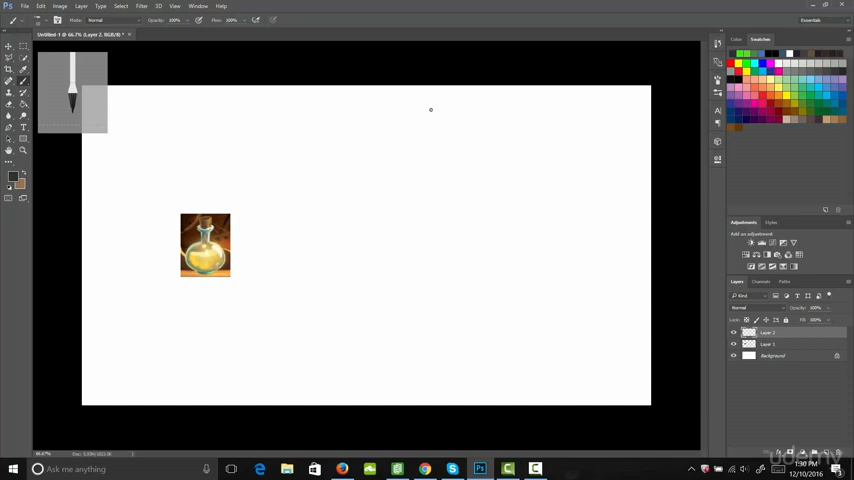 Ps File Edit Image Layer Type Select Filter 3D View Window Help
Mode: Normal Opacity: 100% Flow: 100% Essentials
Untitled-1 @ 66.7% (Layer 2, RGB/8) * ×
Color Swatches
Adjustments Styles
Add an adjustment
Layers Channels Paths
Kind
Normal Opacity: 100%
Lock: Fill: 100%
Layer 2
Layer 1
Background
66.67%
udemy
Ask me anything
Ps
1:30 PM
12/10/2016